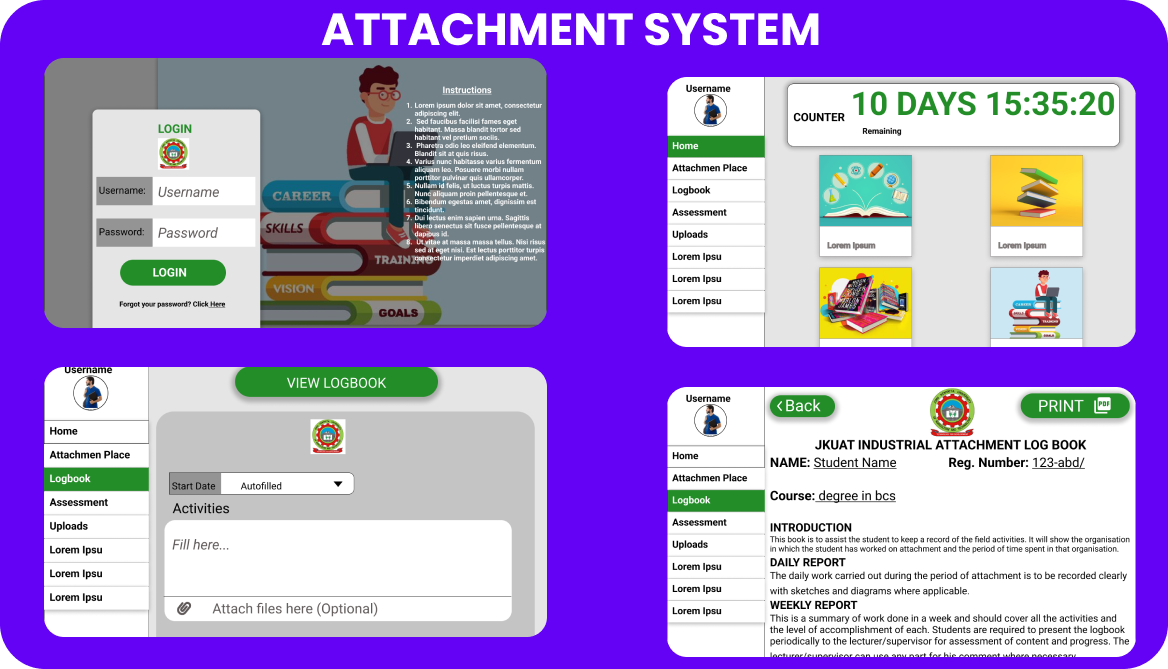 ATTACHMENT SYSTEM
LOGIN
Username:
Username
Password:
Password
LOGIN
Forgot your password? Click Here
CAREER
SKILLS
TRAINING
VISION
GOALS
Instructions
1. Lorem ipsum dolor sit amet, consectetur
adipiscing elit.
2. Sed faucibus facilisi fames eget
habitant. Massa blandit tortor sed
habitant vel pretium sociis.
3. Pharetra odio leo eleifend elementum.
Blandit sit at quis risus.
4. Varius nunc habitasse varius fermentum
aliquam leo. Posuere morbi nullam
porttitor pulvinar quis ullamcorper.
5. Nullam id felis, ut luctus turpis mattis.
Nunc aliquam proin pellentesque et.
6. Bibendum egestas amet, dignissim est
tincidunt.
7. Dui lectus enim sapien urna. Sagittis
libero senectus sit fusce pellentesque at
dapibus id.
8. Ut vitae at massa massa tellus. Nisi risus
sed at eget nisi. Est lectus porttitor turpis
consectetur imperdiet adipiscing amet.
Username
Home
Attachmen Place
Logbook
Assessment
Uploads
Lorem Ipsu
Lorem Ipsu
Lorem Ipsu
COUNTER
10 DAYS 15:35:20
Remaining
Lorem Ipsum
Lorem Ipsum
CAREER
SKILLS
TRAINING
VISION
GOALS
Username
Home
Attachmen Place
Logbook
Assessment
Uploads
Lorem Ipsu
Lorem Ipsu
Lorem Ipsu
VIEW LOGBOOK
Start Date
Autofilled
Activities
Fill here...
Attach files here (Optional)
Username
Home
Attachmen Place
Logbook
Assessment
Uploads
Lorem Ipsu
Lorem Ipsu
Lorem Ipsu
Back
PRINT PDF
JKUAT INDUSTRIAL ATTACHMENT LOG BOOK
NAME: Student Name Reg. Number: 123-abd/
Course: degree in bcs
INTRODUCTION
This book is to assist the student to keep a record of the field activities. It will show the organisation
in which the student has worked on attachment and the period of time spent in that organisation.
DAILY REPORT
The daily work carried out during the period of attachment is to be recorded clearly
with sketches and diagrams where applicable.
WEEKLY REPORT
This is a summary of work done in a week and should cover all the activities and
the level of accomplishment of each. Students are required to present the logbook
periodically to the lecturer/supervisor for assessment of content and progress. The
lecturer/supervisor can use any part for his comment where necessary